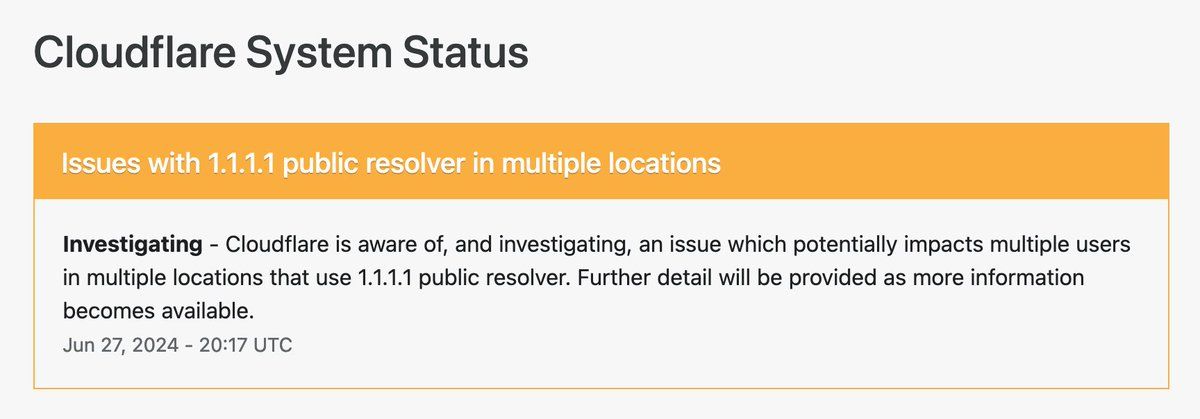 Cloudflare System Status
Issues with 1.1.1.1 public resolver in multiple locations
Investigating - Cloudflare is aware of, and investigating, an issue which potentially impacts multiple users
in multiple locations that use 1.1.1.1 public resolver. Further detail will be provided as more information
becomes available.
Jun 27, 2024 - 20:17 UTC